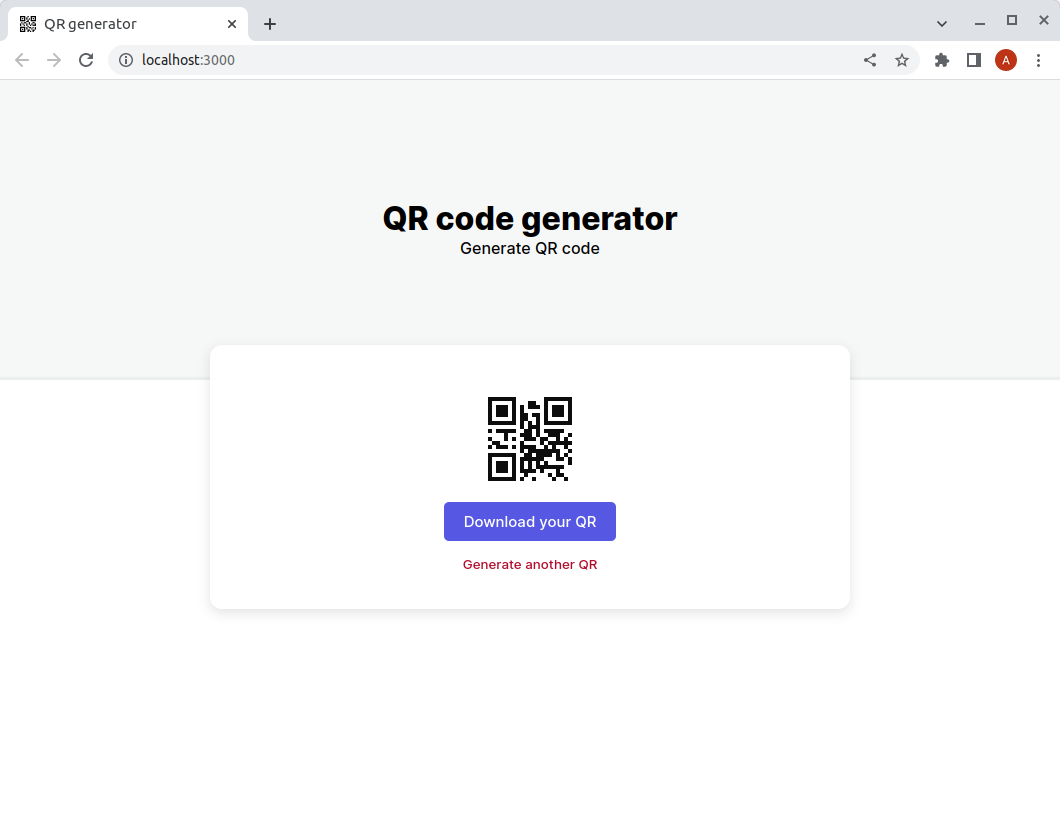 QR generator
localhost:3000
A
QR code generator
Generate QR code
Download your QR
Generate another QR